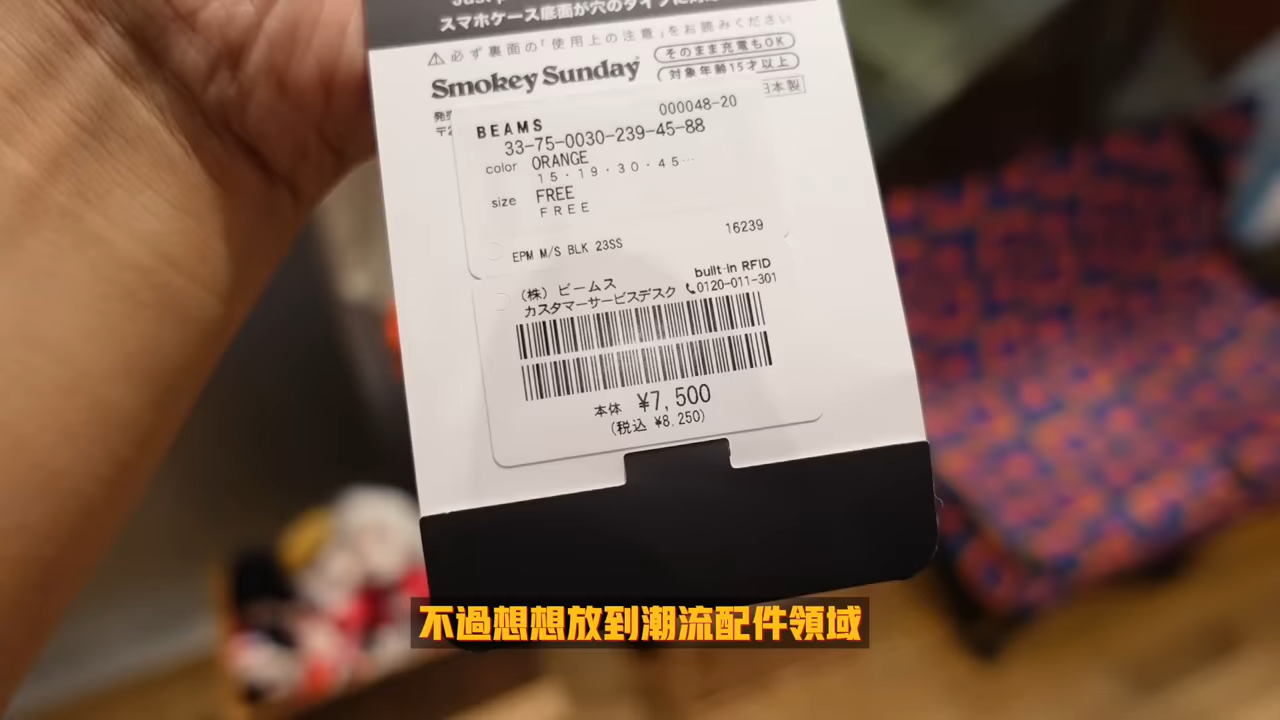 スマホケース底面が穴のタイプに
⚠必ず裏面の「使用上の注意」をお読みください
Smokey Sunday
そのまま充電もOK
対象年齢15才以上
日本製
BEAMS
000048-20
33-75-0030-239-45-88
color ORANGE
15・19・30・45…
size FREE
FREE
EPM M/S BLK 23SS
16239
(株) ビームス
built-in RFID
カスタマーサービスデスク
0120-011-301
本体 ¥7,500
(税込 ¥8,250)
不過想想放到潮流配件領域